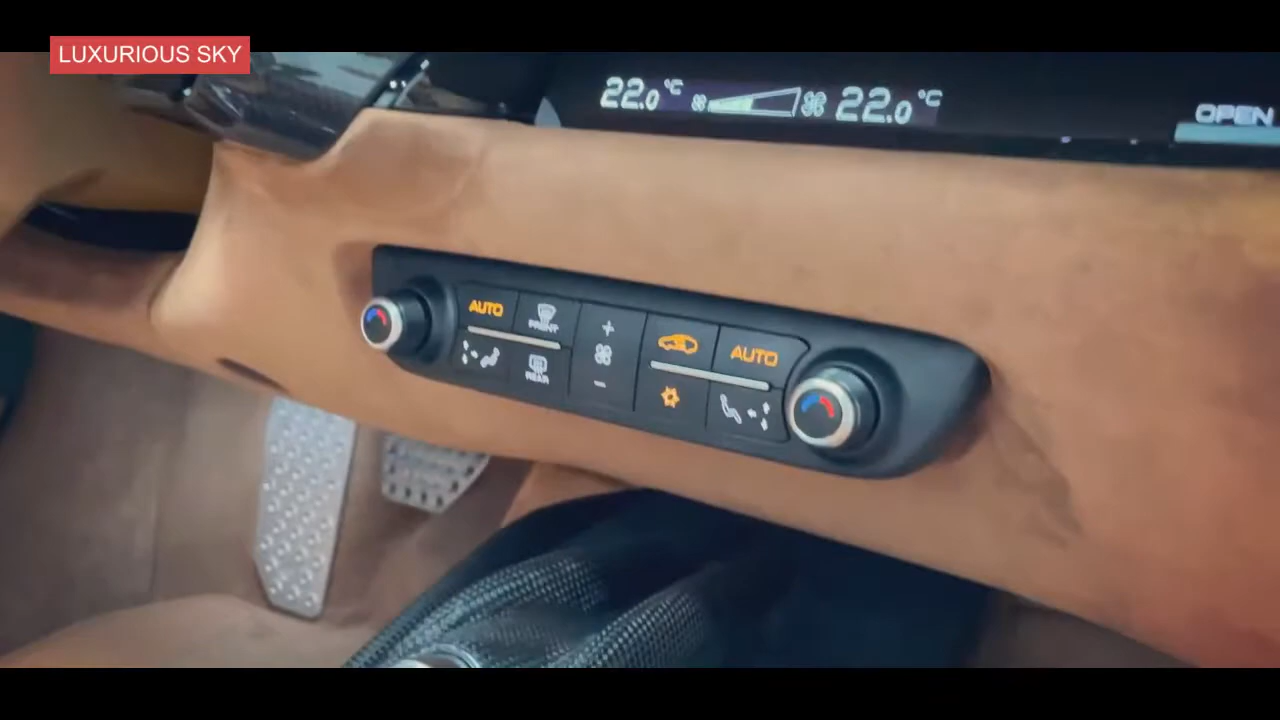 LUXURIOUS SKY
22.0 °C 22.0 °C
OPEN
AUTO
FRONT
REAR
AUTO